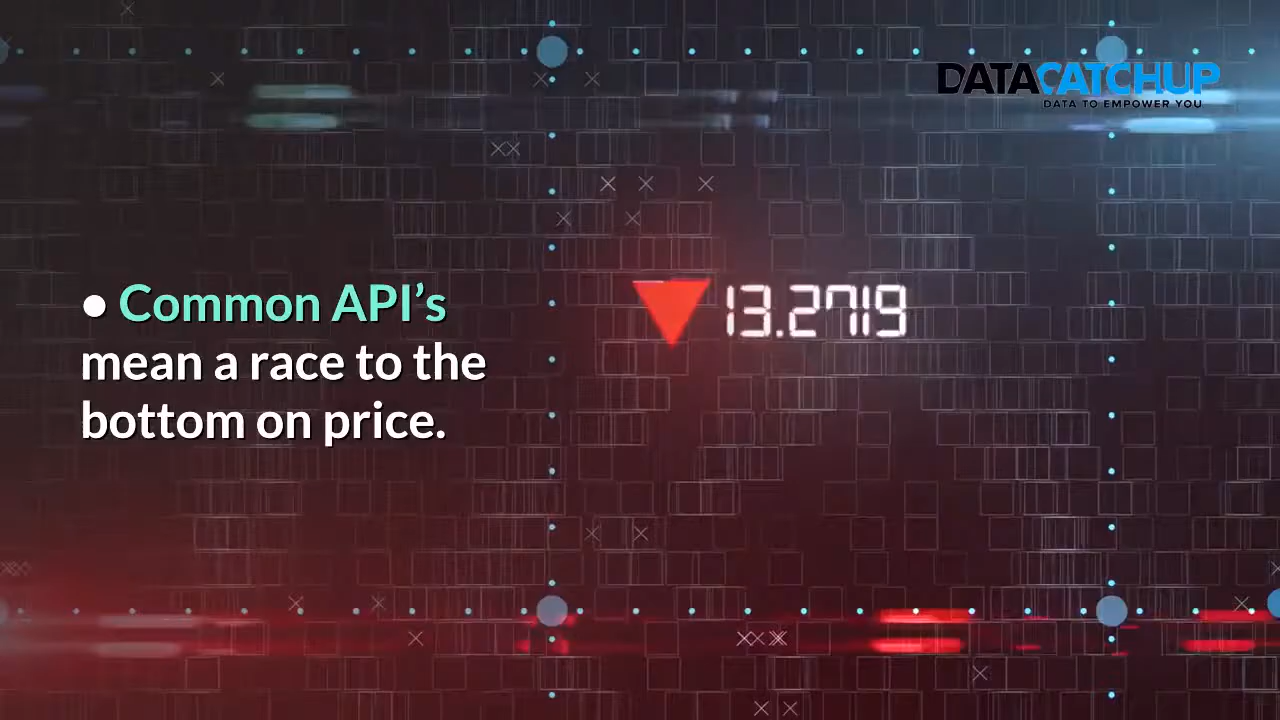 DATACATCHUP
DATA TO EMPOWER YOU
● Common API’s
mean a race to the
bottom on price.
13.2719